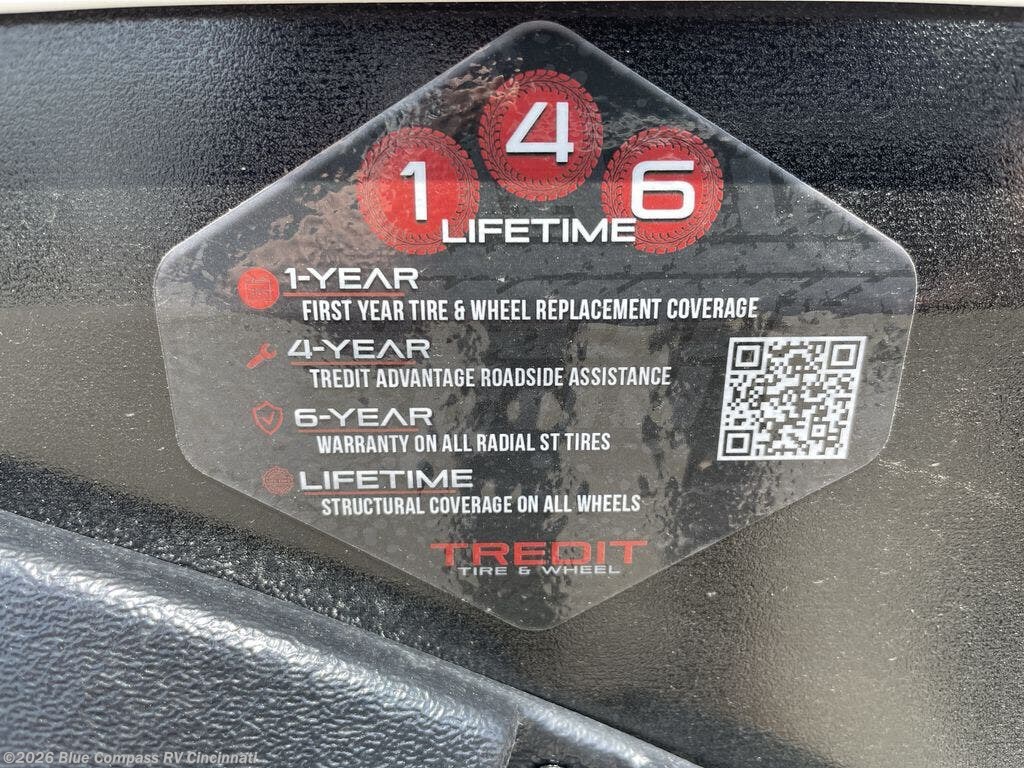 1 4 6
LIFETIME
1-YEAR
FIRST YEAR TIRE & WHEEL REPLACEMENT COVERAGE
4-YEAR
TREDIT ADVANTAGE ROADSIDE ASSISTANCE
6-YEAR
WARRANTY ON ALL RADIAL ST TIRES
LIFETIME
STRUCTURAL COVERAGE ON ALL WHEELS
TREDIT
TIRE & WHEEL
©2026 Blue Compass RV Cincinnati